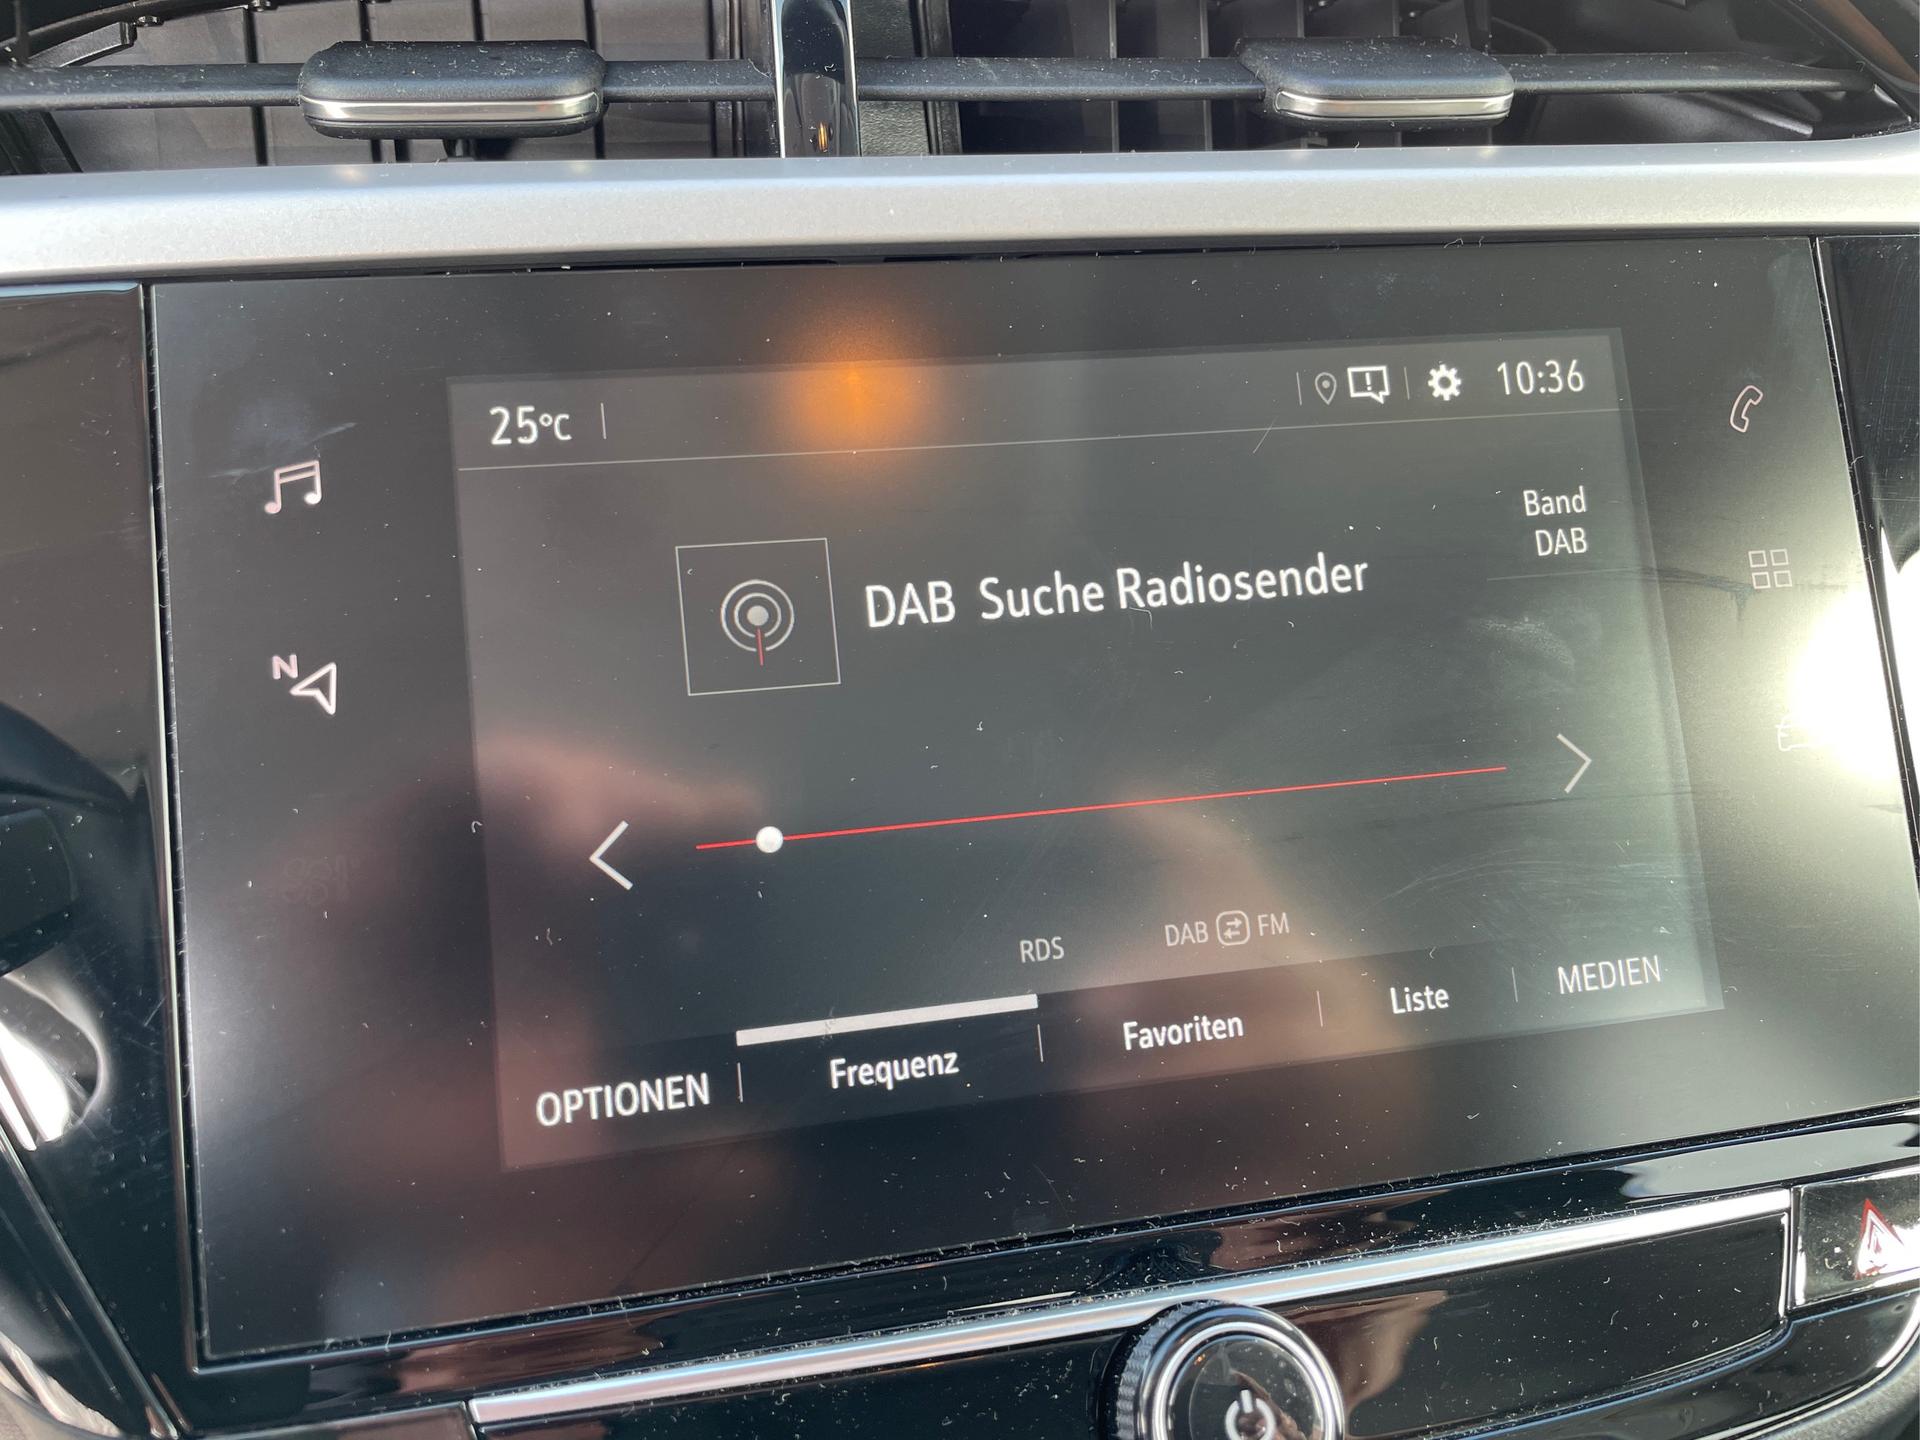 25°C
10:36
Band
DAB
DAB Suche Radiosender
N
RDS
DAB FM
OPTIONEN
Frequenz
Favoriten
Liste
MEDIEN